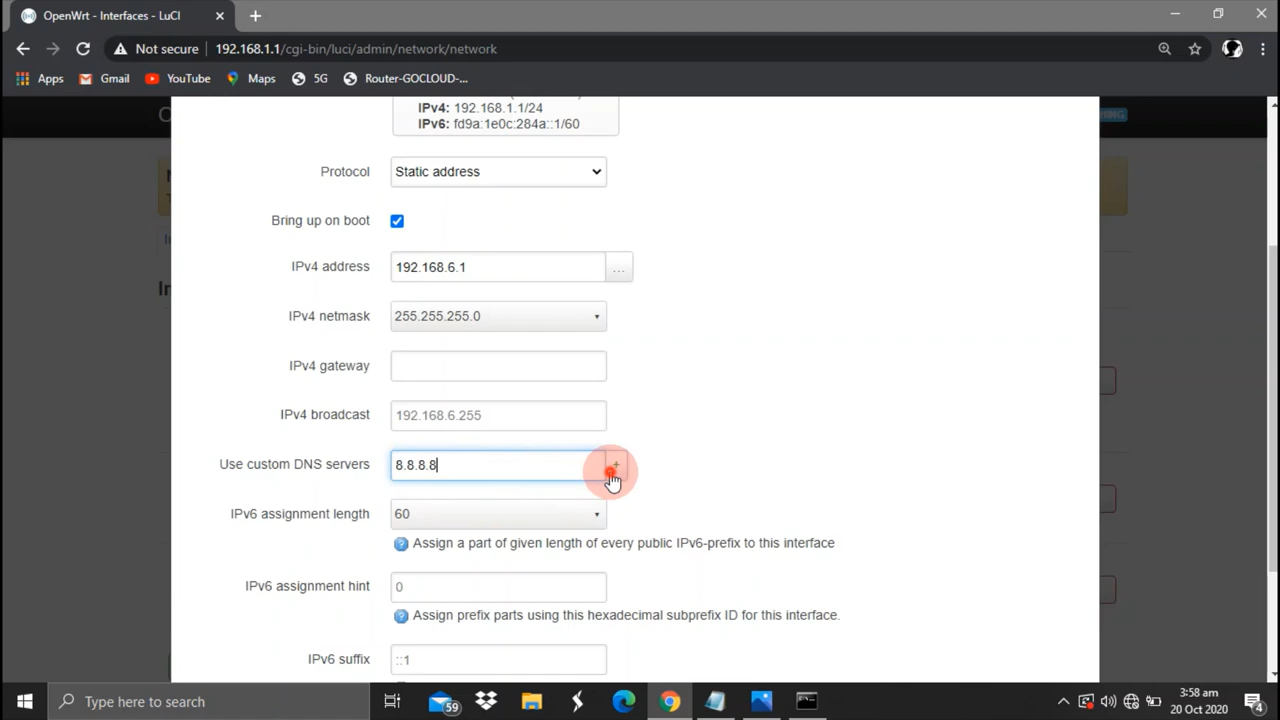 OpenWrt - Interfaces - LuCI
Not secure 192.168.1.1/cgi-bin/luci/admin/network/network
Apps Gmail YouTube Maps 5G Router-GOCLOUD-...
IPv4: 192.168.1.1/24
IPv6: fd9a:1e0c:284a::1/60
Protocol Static address
Bring up on boot
IPv4 address 192.168.6.1 ...
IPv4 netmask 255.255.255.0
IPv4 gateway
IPv4 broadcast 192.168.6.255
Use custom DNS servers 8.8.8.8 +
IPv6 assignment length 60
Assign a part of given length of every public IPv6-prefix to this interface
IPv6 assignment hint 0
Assign prefix parts using this hexadecimal subprefix ID for this interface.
IPv6 suffix ::1
Type here to search 59 3:58 am
20 Oct 2020 4